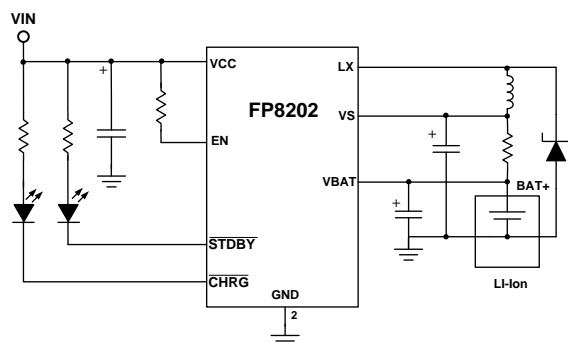 VIN
VCC
LX
FP8202
VS
EN
VBAT
BAT+
STDBY
CHRG
GND
2
LI-Ion
+
+
+